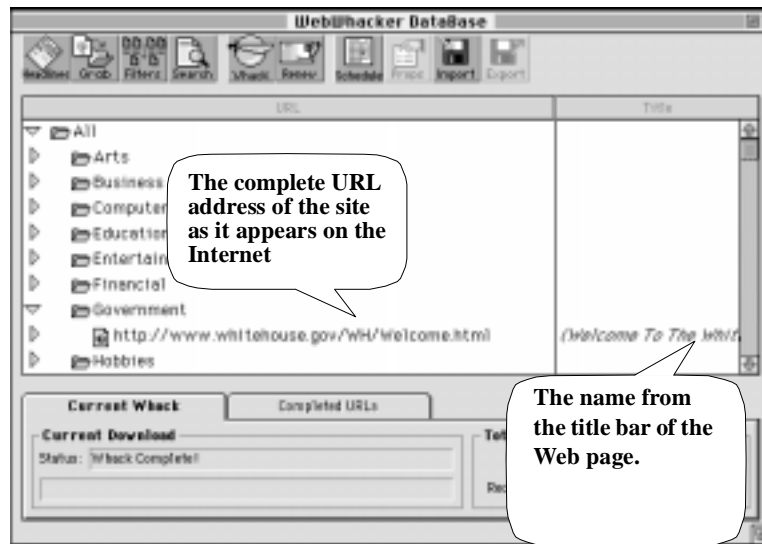 WebWhacker DataBase
Headlines Grab Filters Search Whack Renew Schedule Props Import Export
URL Title
All
Arts
Business
Computer
Education
Entertain
Financial
Government
http://www.whitehouse.gov/WH/Welcome.html (Welcome To The Whit
Hobbies
The complete URL
address of the site
as it appears on the
Internet
Current Whack Completed URLs
Current Download
Status: Whack Complete!
Tot
Rec
The name from
the title bar of the
Web page.